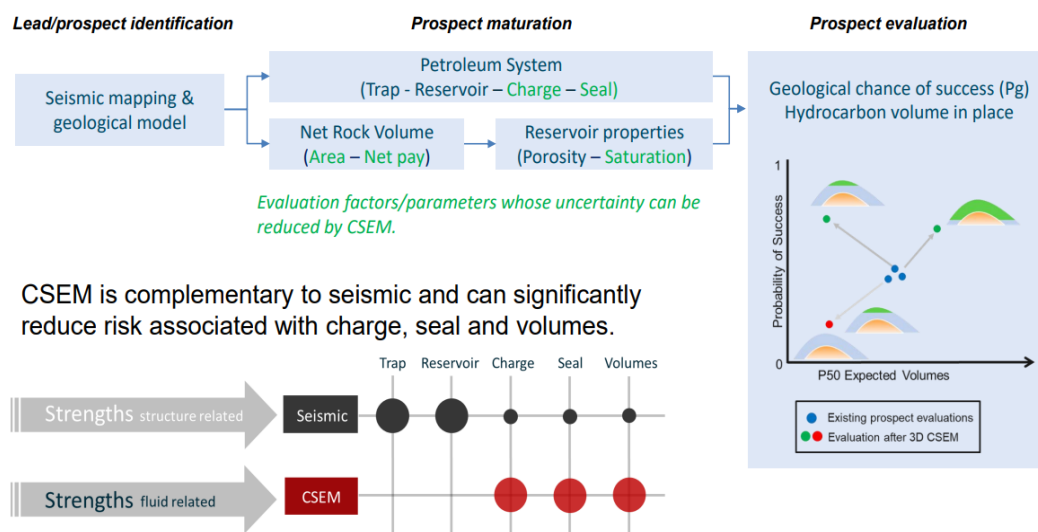 Lead/prospect identification
Prospect maturation
Prospect evaluation
Seismic mapping &
geological model
Petroleum System
(Trap - Reservoir – Charge – Seal)
Net Rock Volume
(Area – Net pay)
Reservoir properties
(Porosity – Saturation)
Evaluation factors/parameters whose uncertainty can be
reduced by CSEM.
Geological chance of success (Pg)
Hydrocarbon volume in place
1
Probability of Success
0
P50 Expected Volumes
Existing prospect evaluations
Evaluation after 3D CSEM
CSEM is complementary to seismic and can significantly
reduce risk associated with charge, seal and volumes.
Trap
Reservoir
Charge
Seal
Volumes
Strengths structure related
Seismic
Strengths fluid related
CSEM